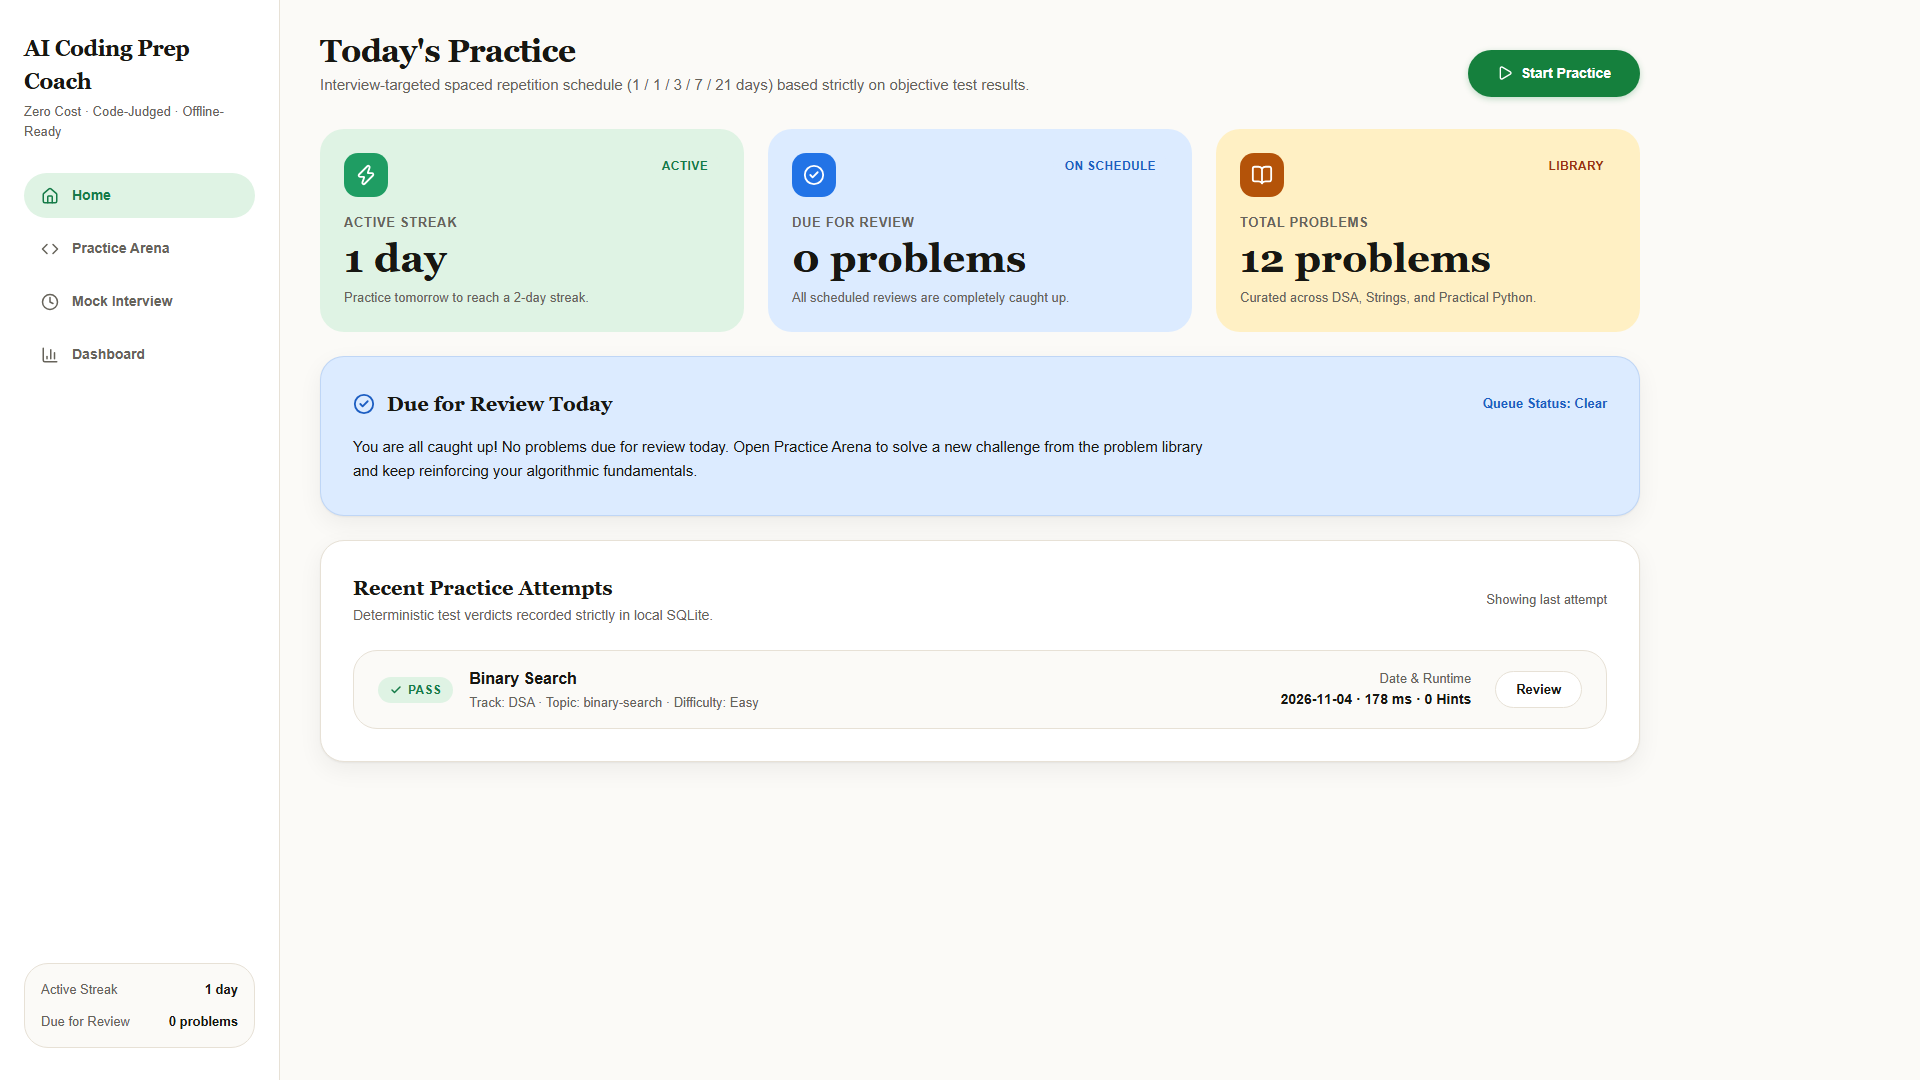 AI Coding Prep
Coach
Zero Cost · Code-Judged · Offline-
Ready
Home
Practice Arena
Mock Interview
Dashboard
Active Streak 1 day
Due for Review 0 problems
Today's Practice
Interview-targeted spaced repetition schedule (1 / 1 / 3 / 7 / 21 days) based strictly on objective test results.
Start Practice
ACTIVE
ACTIVE STREAK
1 day
Practice tomorrow to reach a 2-day streak.
ON SCHEDULE
DUE FOR REVIEW
0 problems
All scheduled reviews are completely caught up.
LIBRARY
TOTAL PROBLEMS
12 problems
Curated across DSA, Strings, and Practical Python.
Due for Review Today
Queue Status: Clear
You are all caught up! No problems due for review today. Open Practice Arena to solve a new challenge from the problem library
and keep reinforcing your algorithmic fundamentals.
Recent Practice Attempts
Deterministic test verdicts recorded strictly in local SQLite.
Showing last attempt
PASS
Binary Search
Track: DSA · Topic: binary-search · Difficulty: Easy
Date & Runtime
2026-11-04 · 178 ms · 0 Hints
Review